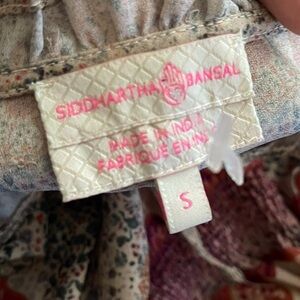 SIDDHARTHA BANSAL
MADE IN INDIA
FABRIQUE EN IN
S